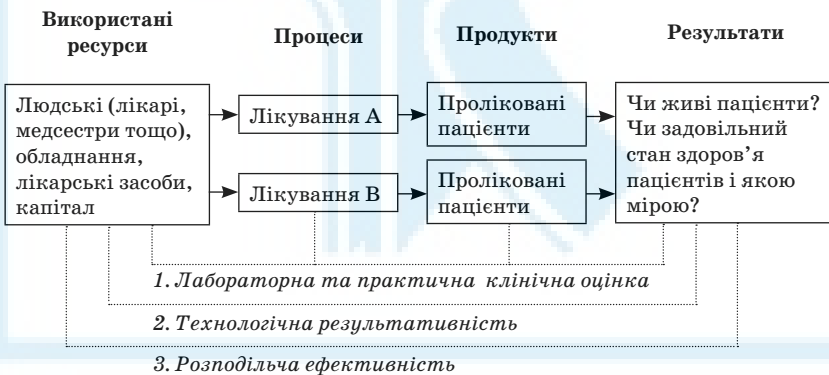 Використані
ресурси
Процеси
Продукти
Результати
Людські (лікарі,
медсестри тощо),
обладнання,
лікарські засоби,
капітал
Лікування А
Проліковані
пацієнти
Лікування В
Проліковані
пацієнти
Чи живі пацієнти?
Чи задовільний
стан здоров’я
пацієнтів і якою
мірою?
1. Лабораторна та практична клінічна оцінка
2. Технологічна результативність
3. Розподільча ефективність